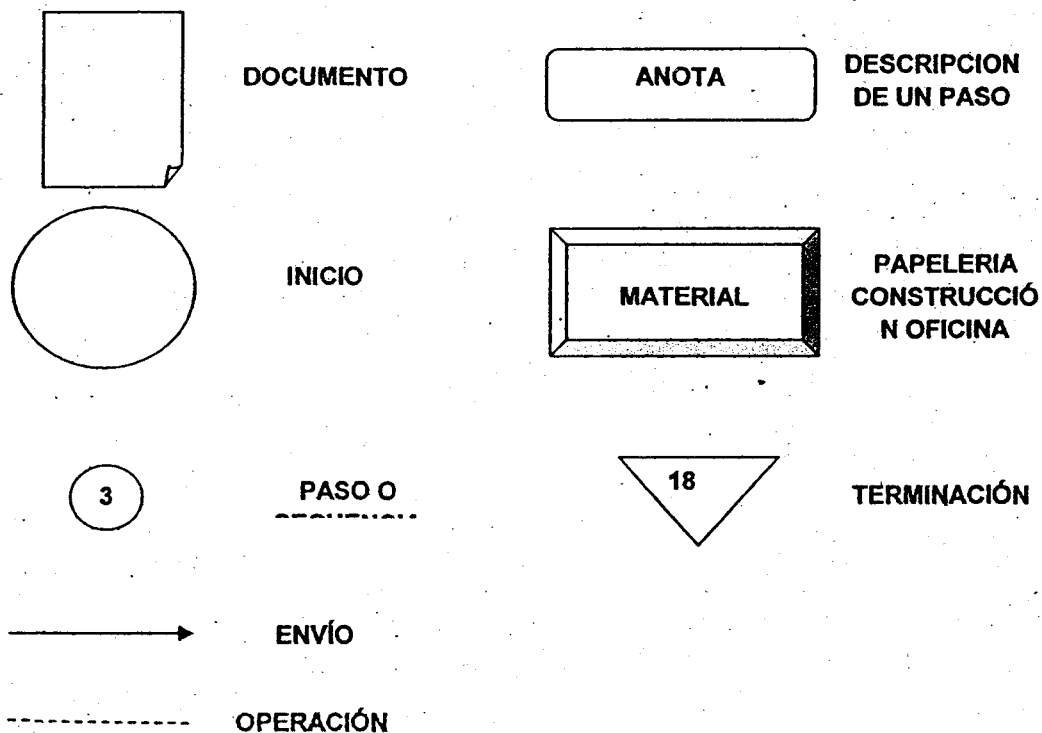 DOCUMENTO
ANOTA
DESCRIPCION
DE UN PASO
INICIO
MATERIAL
PAPELERIA
CONSTRUCCIÓ
N OFICINA
3
PASO O
18
TERMINACIÓN
ENVÍO
OPERACIÓN